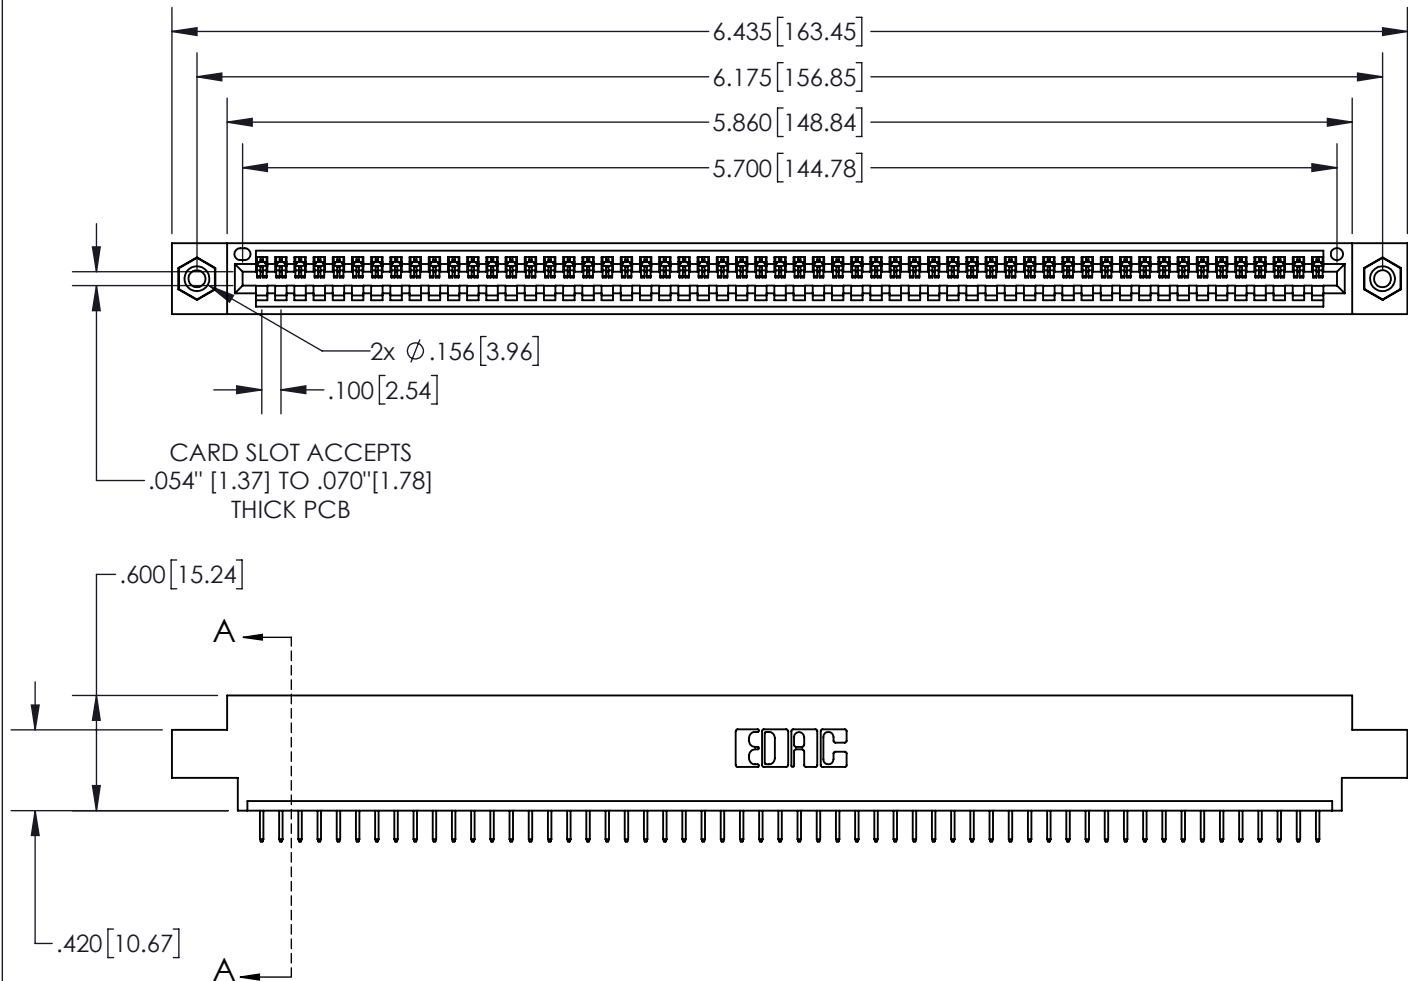 6.435[163.45]
6.175[156.85]
5.860[148.84]
5.700[144.78]
2x Ø.156[3.96]
.100[2.54]
CARD SLOT ACCEPTS
.054" [1.37] TO .070"[1.78]
THICK PCB
.600[15.24]
A
EDAC
.420[10.67]
A